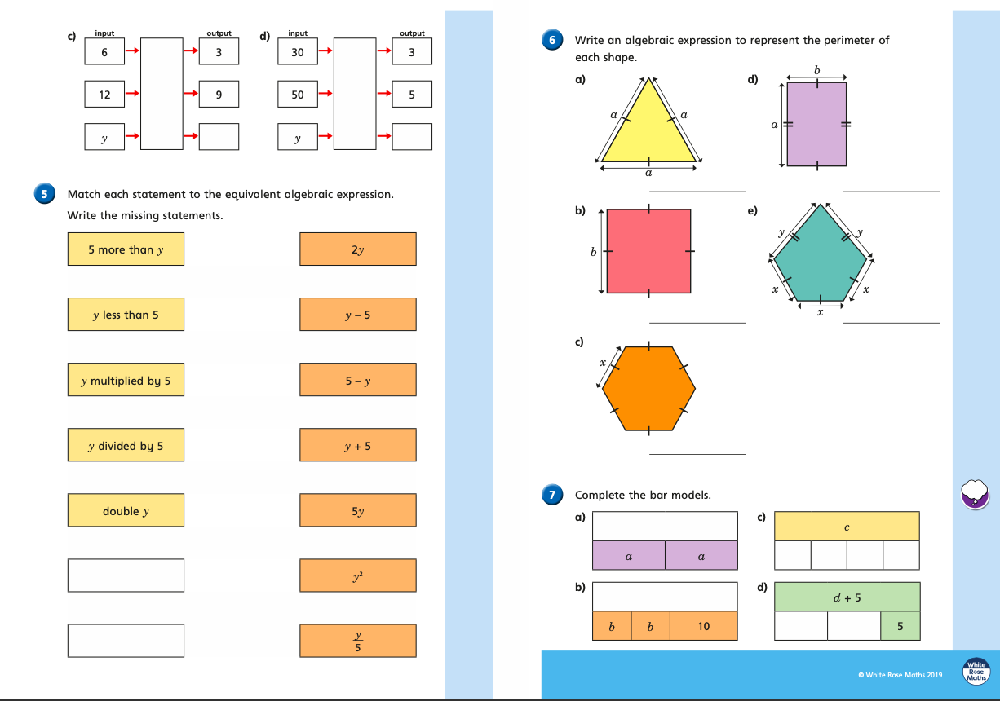 c)
input
output
6
3
12
9
y
d)
input
output
30
3
50
5
y
5
Match each statement to the equivalent algebraic expression.
Write the missing statements.
5 more than y
2y
y less than 5
y – 5
y multiplied by 5
5 – y
y divided by 5
y + 5
double y
5y
y²
y
5
6
Write an algebraic expression to represent the perimeter of
each shape.
a)
a
a
a
d)
b
a
b)
b
e)
y
y
x
x
x
c)
x
7
Complete the bar models.
a)
a
a
c)
c
b)
b
b
10
d)
d + 5
5
© White Rose Maths 2019
White
Rose
Maths